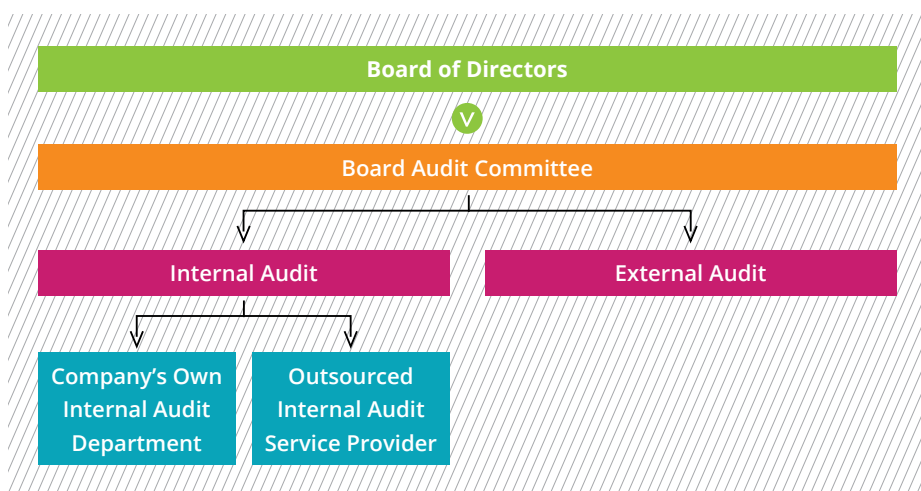 Board of Directors
Board Audit Committee
Internal Audit
External Audit
Company’s Own
Internal Audit
Department
Outsourced
Internal Audit
Service Provider